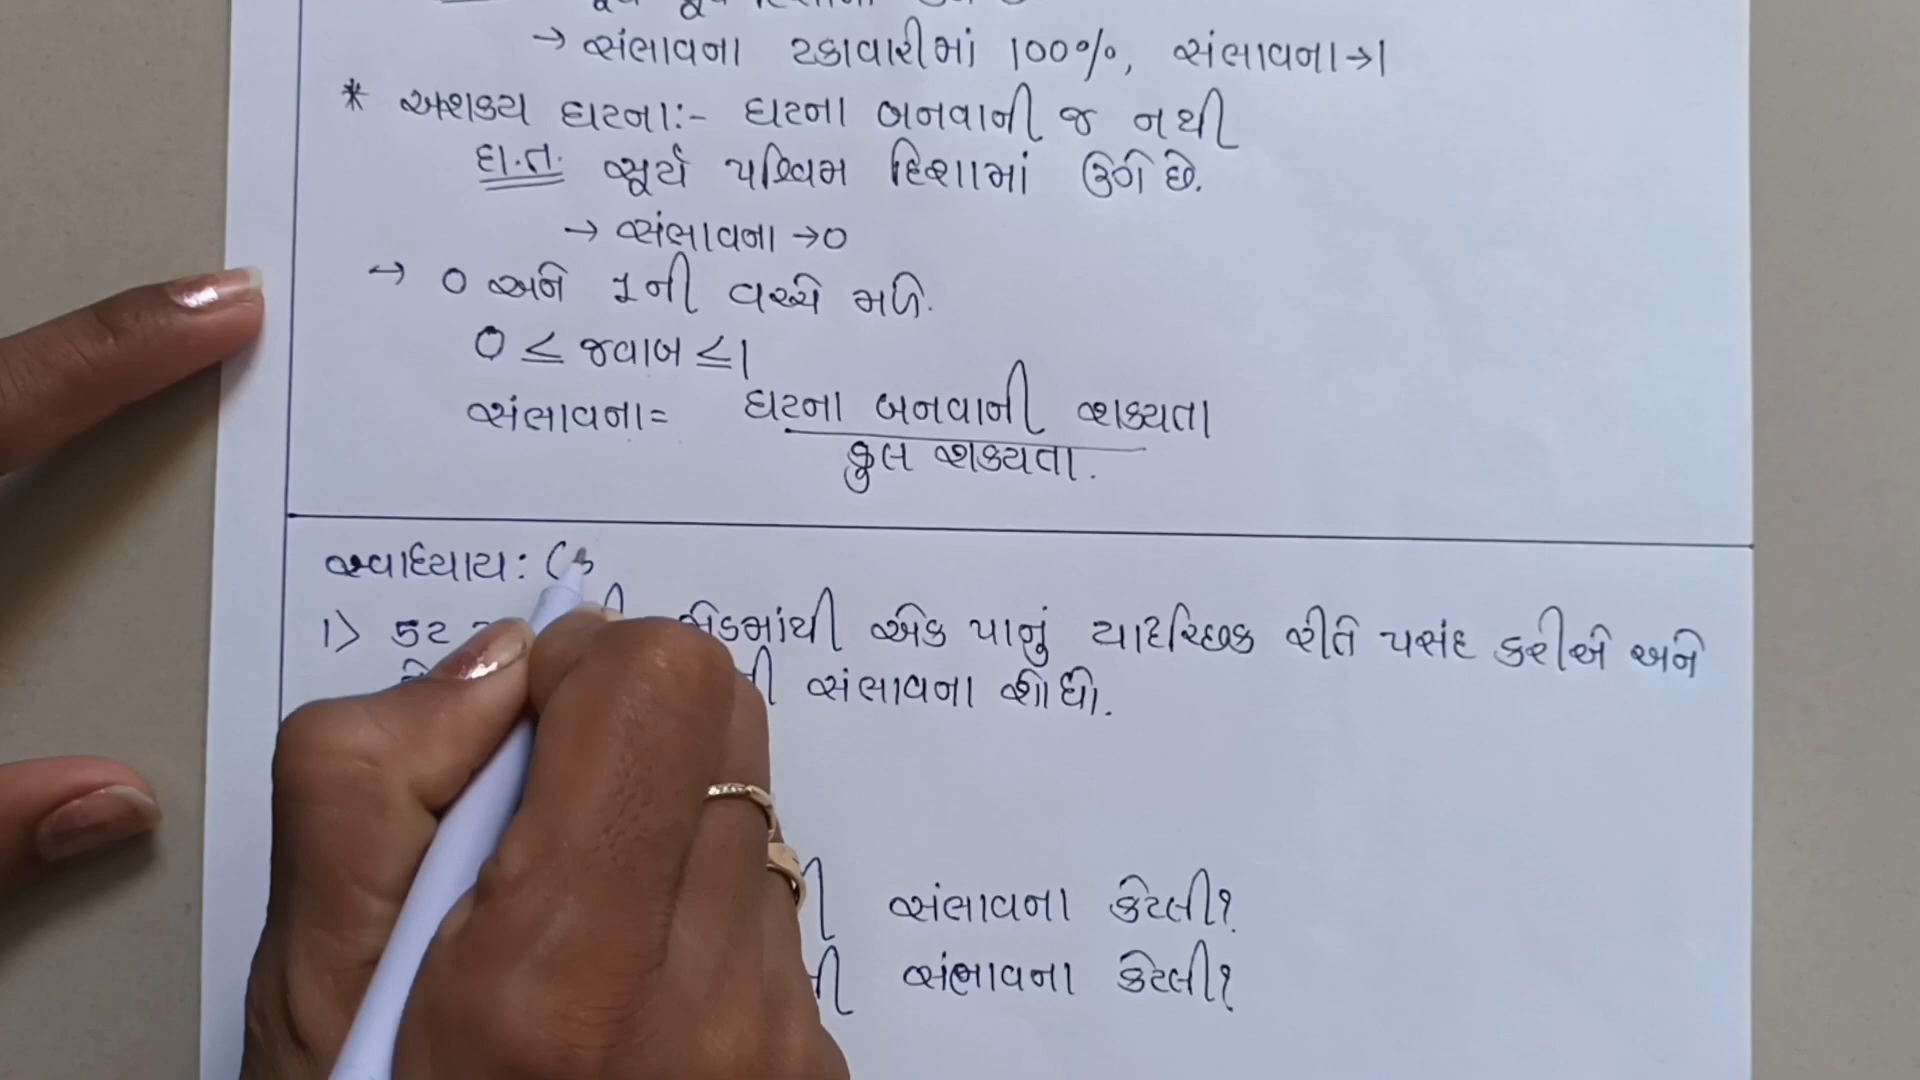 → સંભાવના ટકાવારીમાં 100%, સંભાવના→1
* અશક્ય ઘટના:- ઘટના બનવાની જ નથી
દા.ત. સૂર્ય પશ્ચિમ દિશામાં ઉગે છે.
→ સંભાવના →0
→ 0 અને 1ની વચ્ચે મળે.
0 ≤ જવાબ ≤1
સંભાવના= ઘટના બનવાની શક્યતા
કુલ શક્યતા.
સ્વાધ્યાય: (
1) 52 એક પાનું યાદચ્છિક રીતે પસંદ કરીએ અને
સંભાવના શોધો.
સંભાવના કેટલી?
સંભાવના કેટલી?